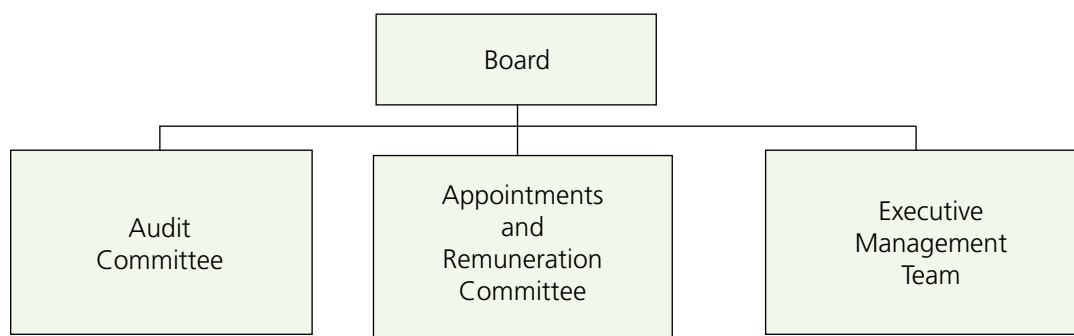 Board
Audit
Committee
Appointments
and
Remuneration
Committee
Executive
Management
Team